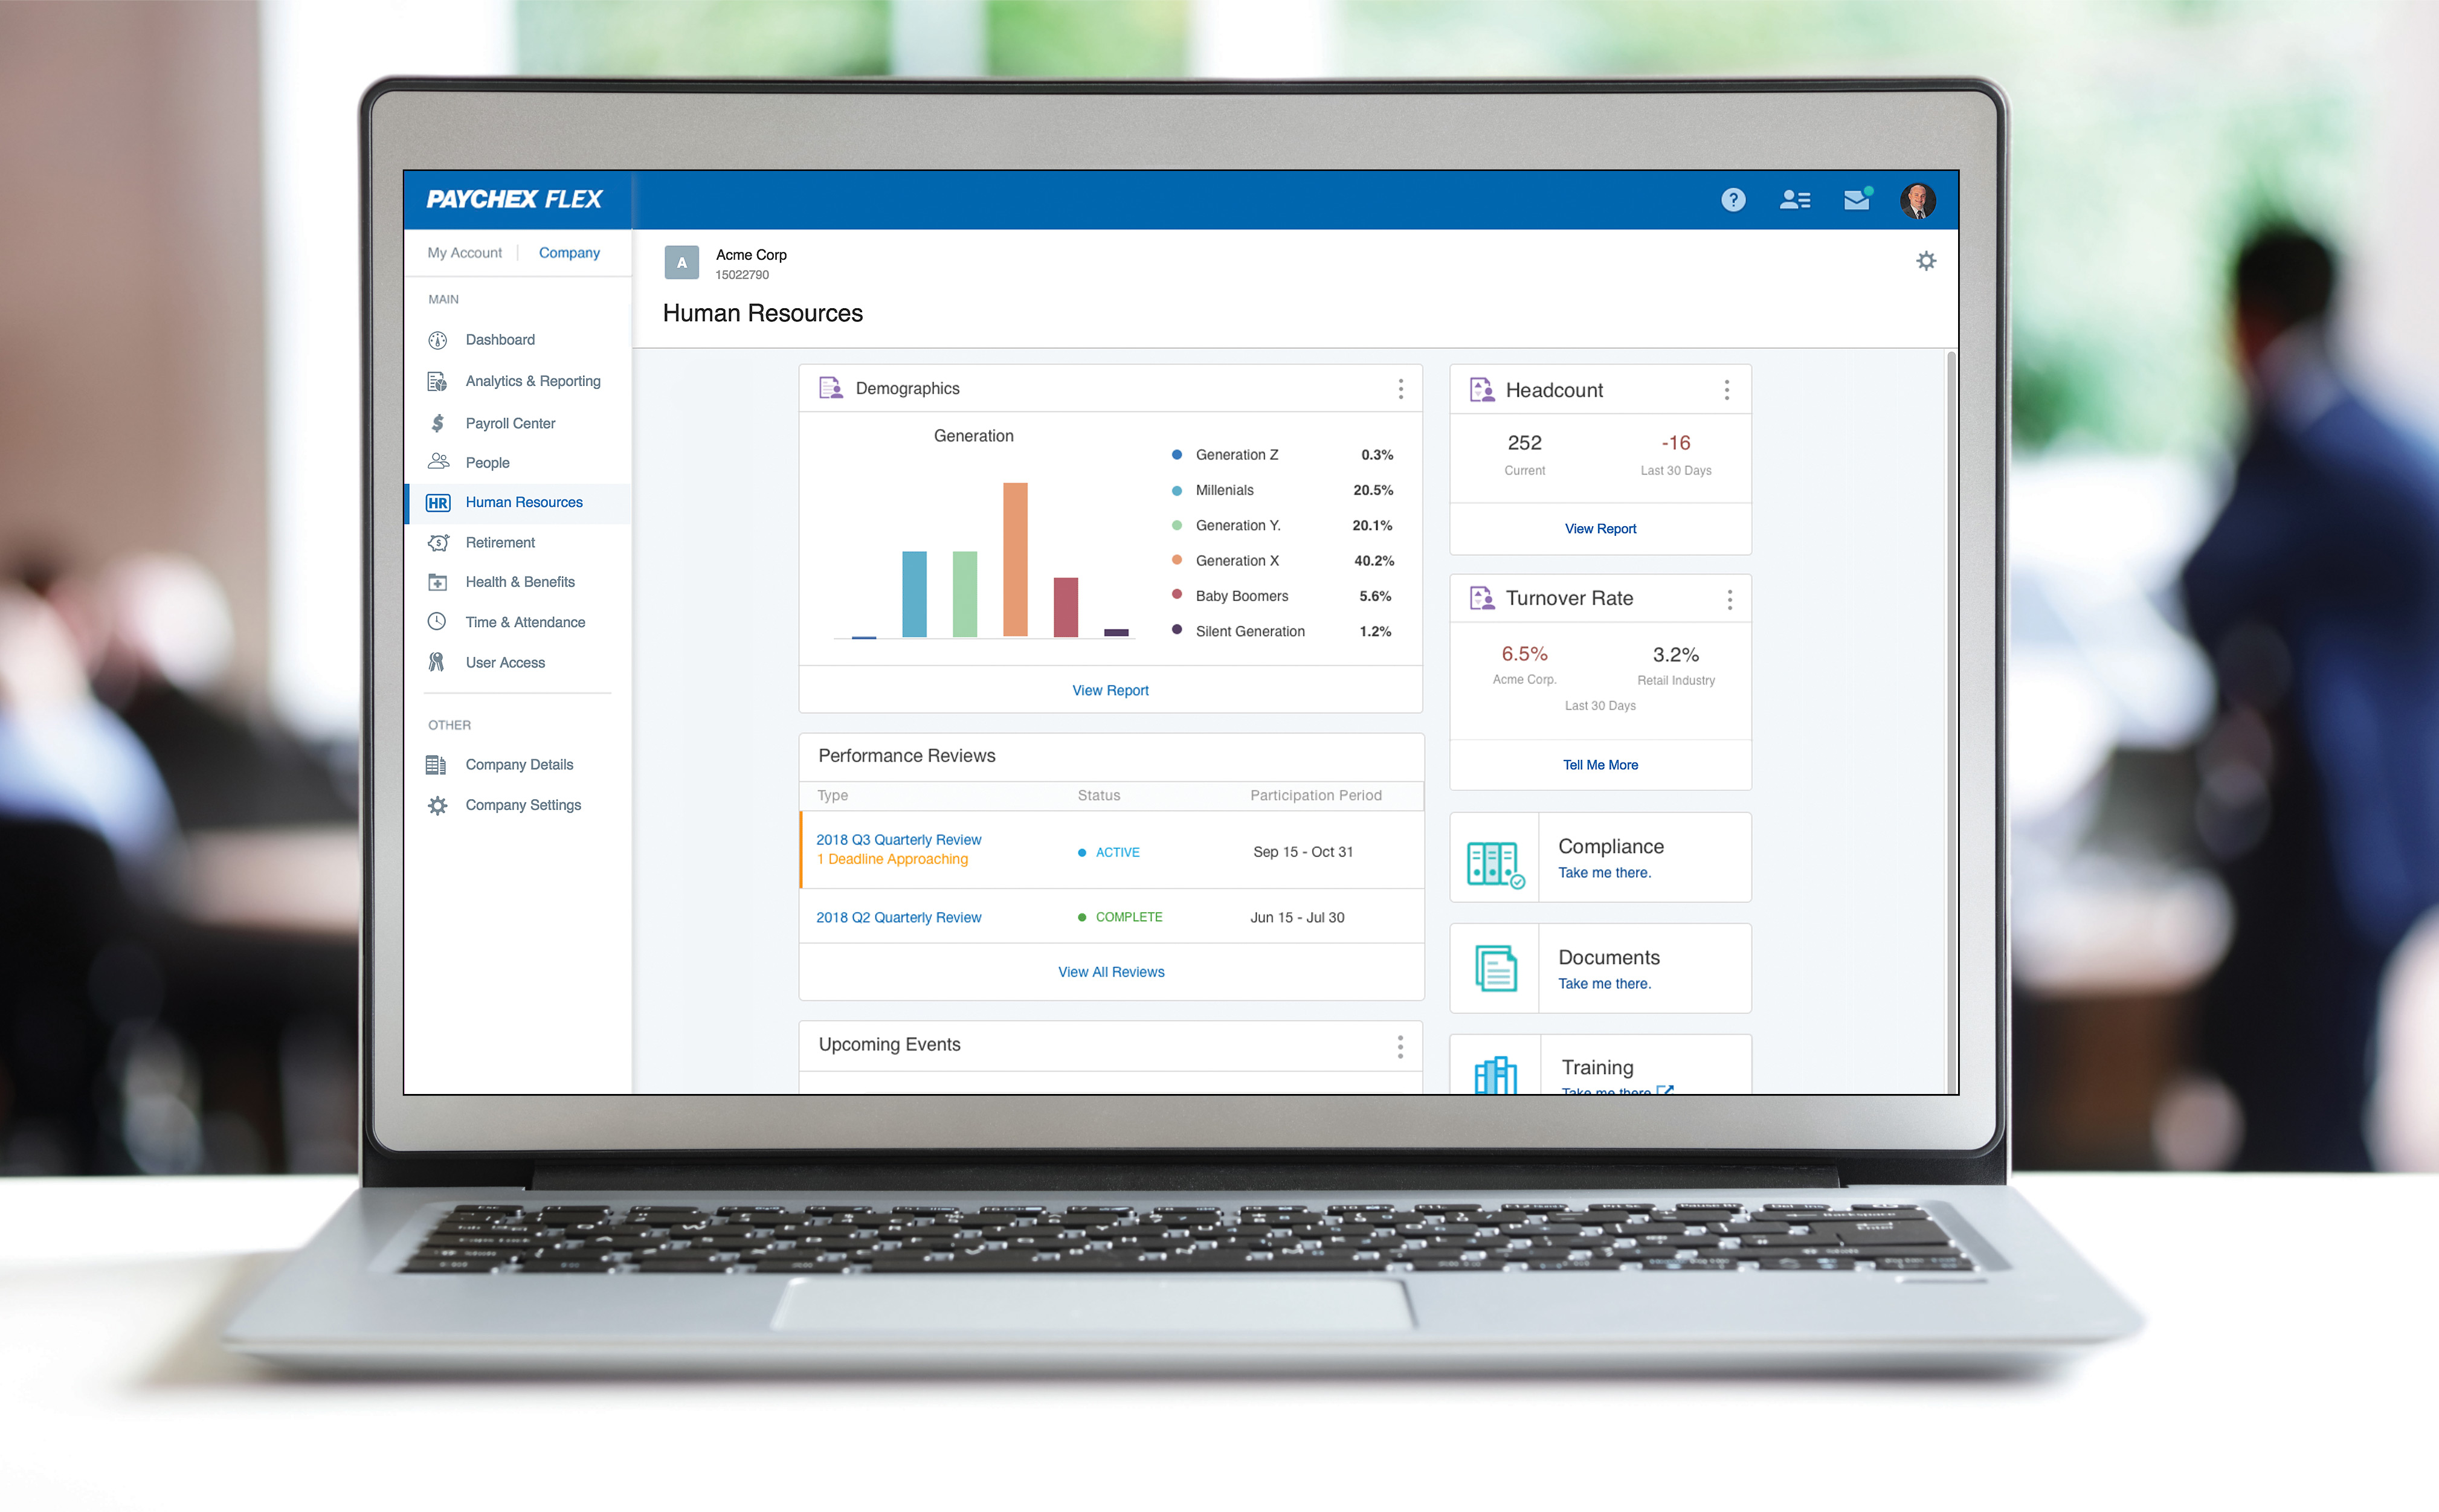 PAYCHEX FLEX
?
My Account
Company
MAIN
Dashboard
Analytics & Reporting
$ Payroll Center
People
HR Human Resources
Retirement
Health & Benefits
Time & Attendance
User Access
OTHER
Company Details
Company Settings
A
Acme Corp
15022790
Human Resources
Demographics
Generation
Generation Z 0.3%
Millenials 20.5%
Generation Y. 20.1%
Generation X 40.2%
Baby Boomers 5.6%
Silent Generation 1.2%
View Report
Performance Reviews
Type Status Participation Period
2018 Q3 Quarterly Review
1 Deadline Approaching
ACTIVE
Sep 15 - Oct 31
2018 Q2 Quarterly Review COMPLETE Jun 15 - Jul 30
View All Reviews
Upcoming Events
Headcount
252 -16
Current Last 30 Days
View Report
Turnover Rate
6.5% 3.2%
Acme Corp. Retail Industry
Last 30 Days
Tell Me More
Compliance
Take me there.
Documents
Take me there.
Training
Take me there